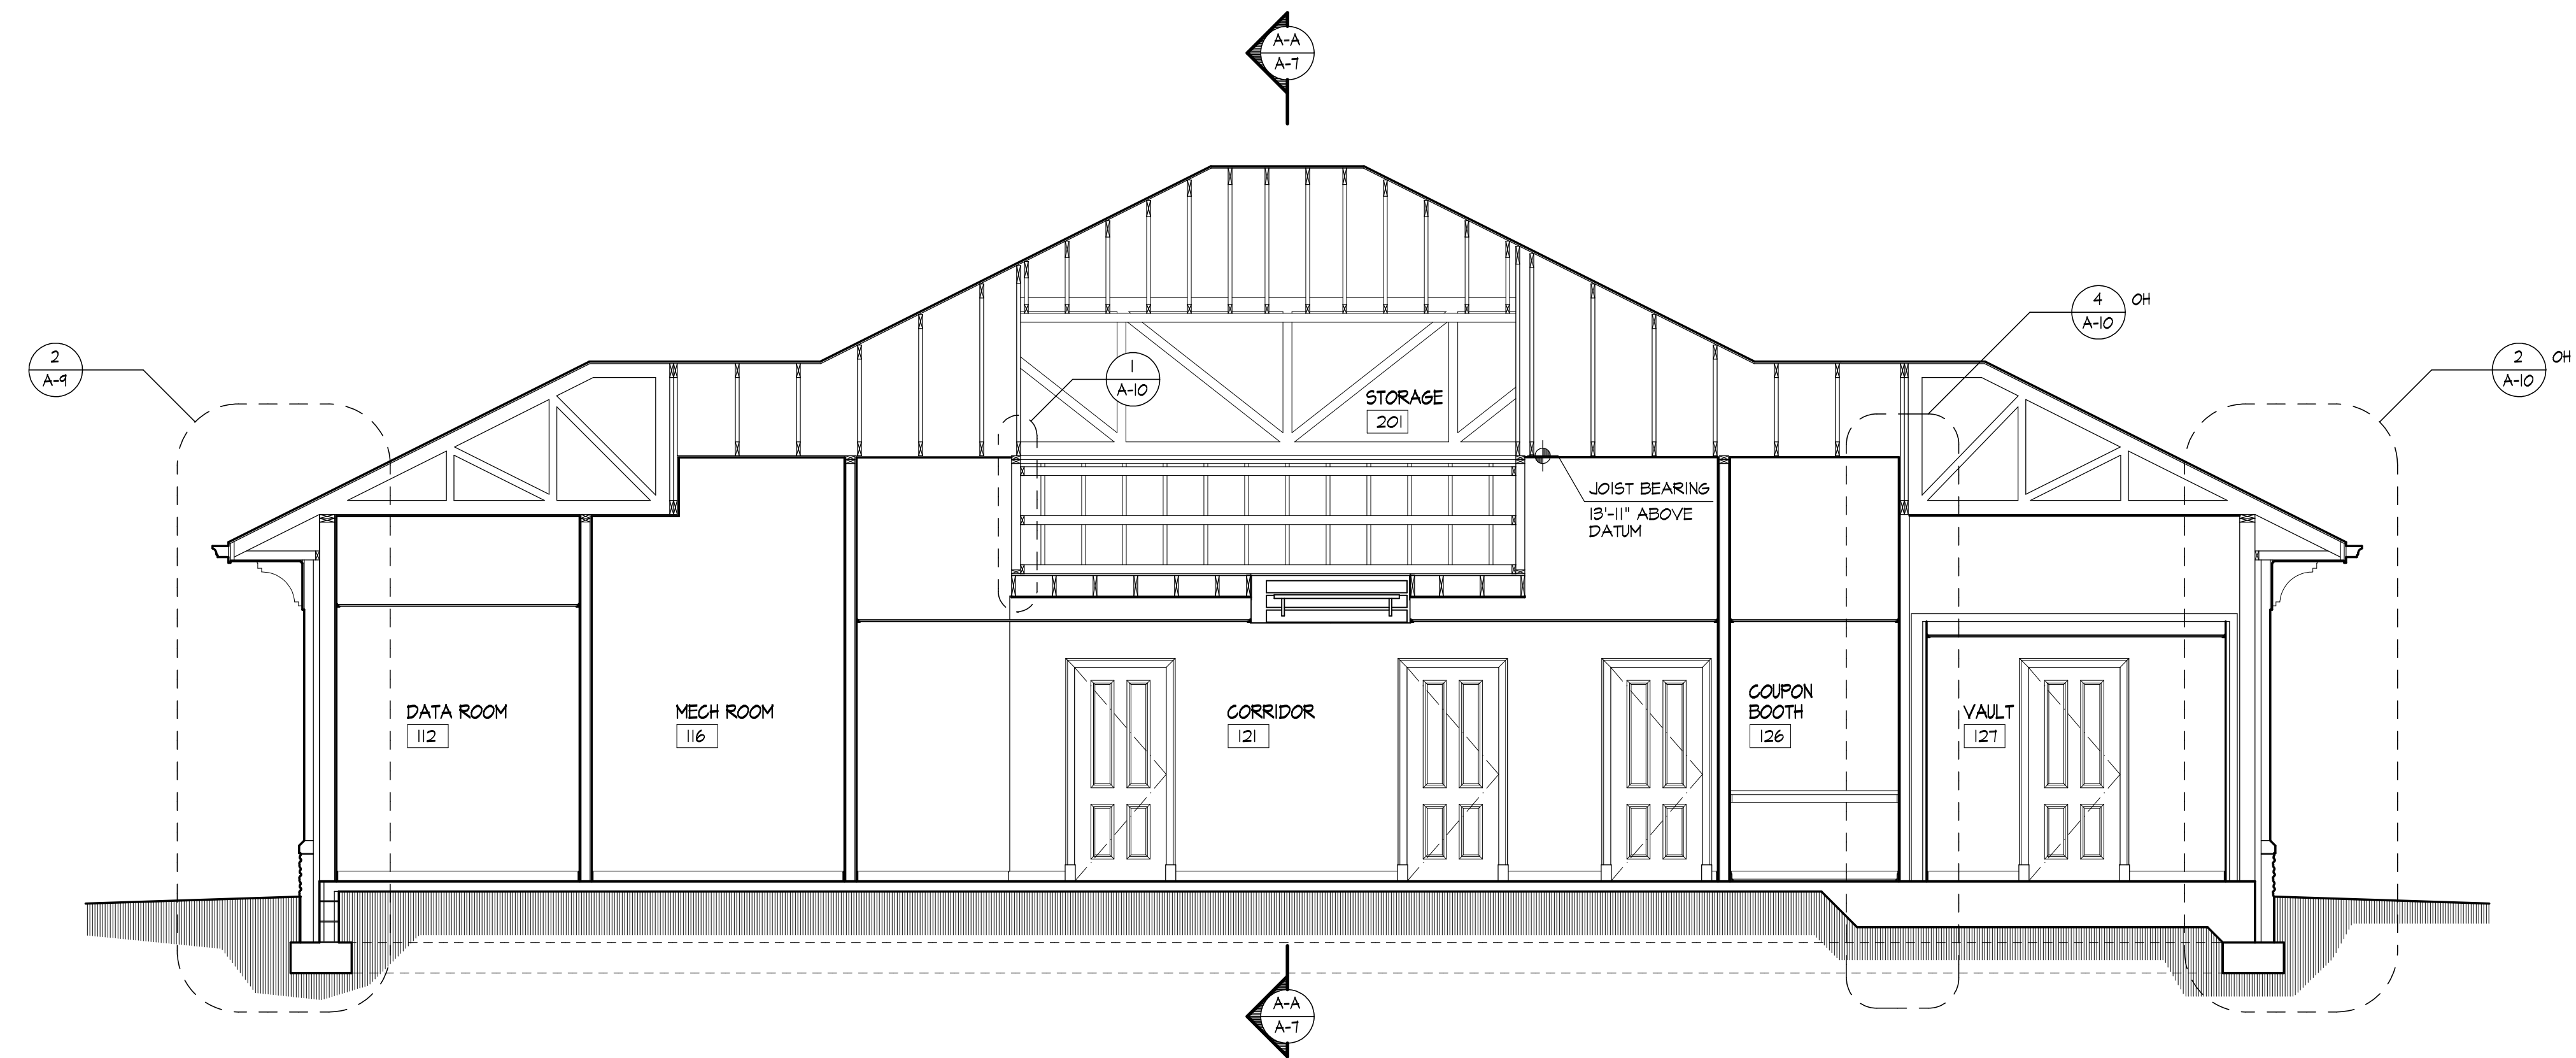 A-A
A-7
4
A-10
OH
2
A-9
2
A-10
OH
1
A-10
STORAGE
201
JOIST BEARING
13'-11" ABOVE
DATUM
DATA ROOM
112
MECH ROOM
116
CORRIDOR
121
COUPON
BOOTH
126
VAULT
127
A-A
A-7